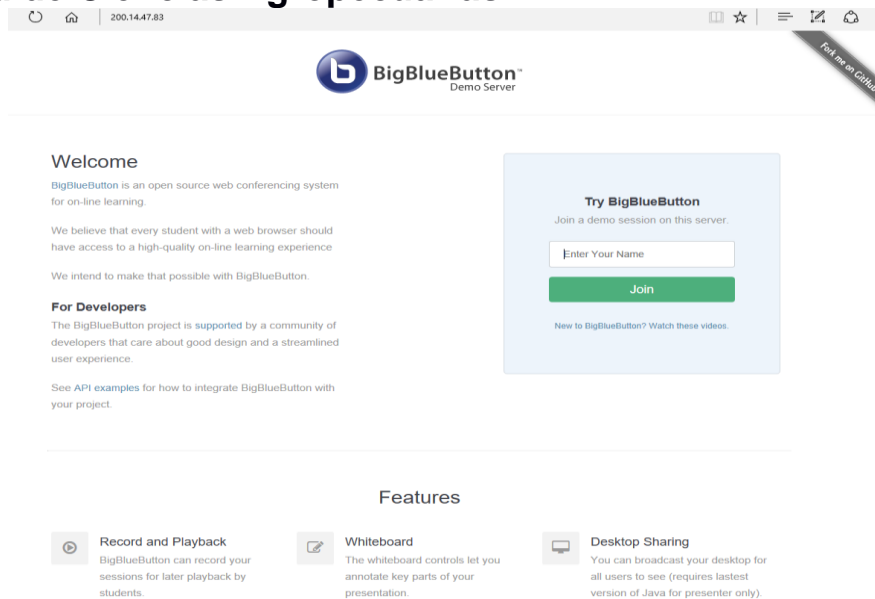 200.14.47.83
Fork me on GitHub
BigBlueButton™
Demo Server
Welcome
BigBlueButton is an open source web conferencing system
for on-line learning.
We believe that every student with a web browser should
have access to a high-quality on-line learning experience
We intend to make that possible with BigBlueButton.
For Developers
The BigBlueButton project is supported by a community of
developers that care about good design and a streamlined
user experience.
See API examples for how to integrate BigBlueButton with
your project.
Try BigBlueButton
Join a demo session on this server.
Enter Your Name
Join
New to BigBlueButton? Watch these videos.
Features
Record and Playback
BigBlueButton can record your
sessions for later playback by
students.
Whiteboard
The whiteboard controls let you
annotate key parts of your
presentation.
Desktop Sharing
You can broadcast your desktop for
all users to see (requires lastest
version of Java for presenter only).